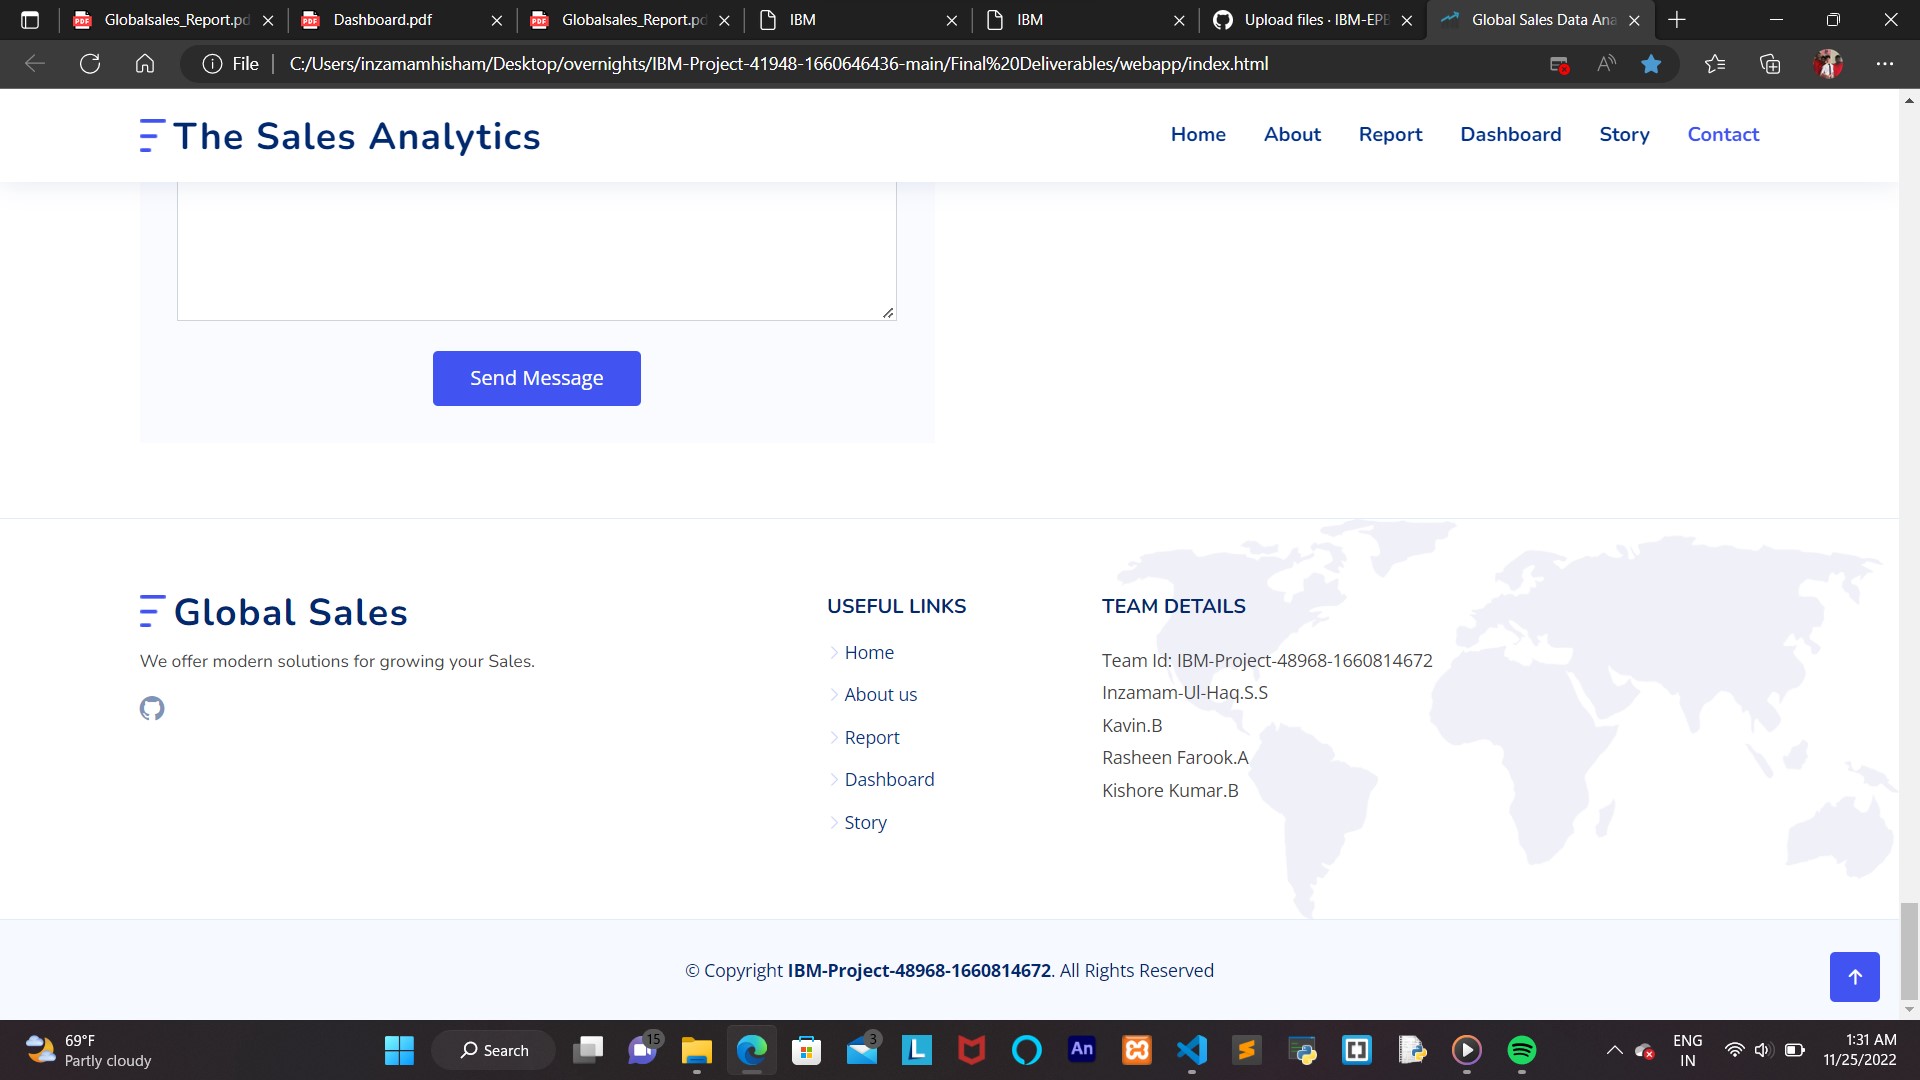 Globalsales_Report.pd
Dashboard.pdf
Globalsales_Report.pd
IBM
IBM
Upload files · IBM-EPB
Global Sales Data Ana
File
C:/Users/inzamamhisham/Desktop/overnights/IBM-Project-41948-1660646436-main/Final%20Deliverables/webapp/index.html
The Sales Analytics
Home About Report Dashboard Story Contact
Send Message
Global Sales
We offer modern solutions for growing your Sales.
USEFUL LINKS
Home
About us
Report
Dashboard
Story
TEAM DETAILS
Team Id: IBM-Project-48968-1660814672
Inzamam-Ul-Haq.S.S
Kavin.B
Rasheen Farook.A
Kishore Kumar.B
© Copyright IBM-Project-48968-1660814672. All Rights Reserved
69°F
Partly cloudy
Search
15
3
L
An
ENG
IN
1:31 AM
11/25/2022